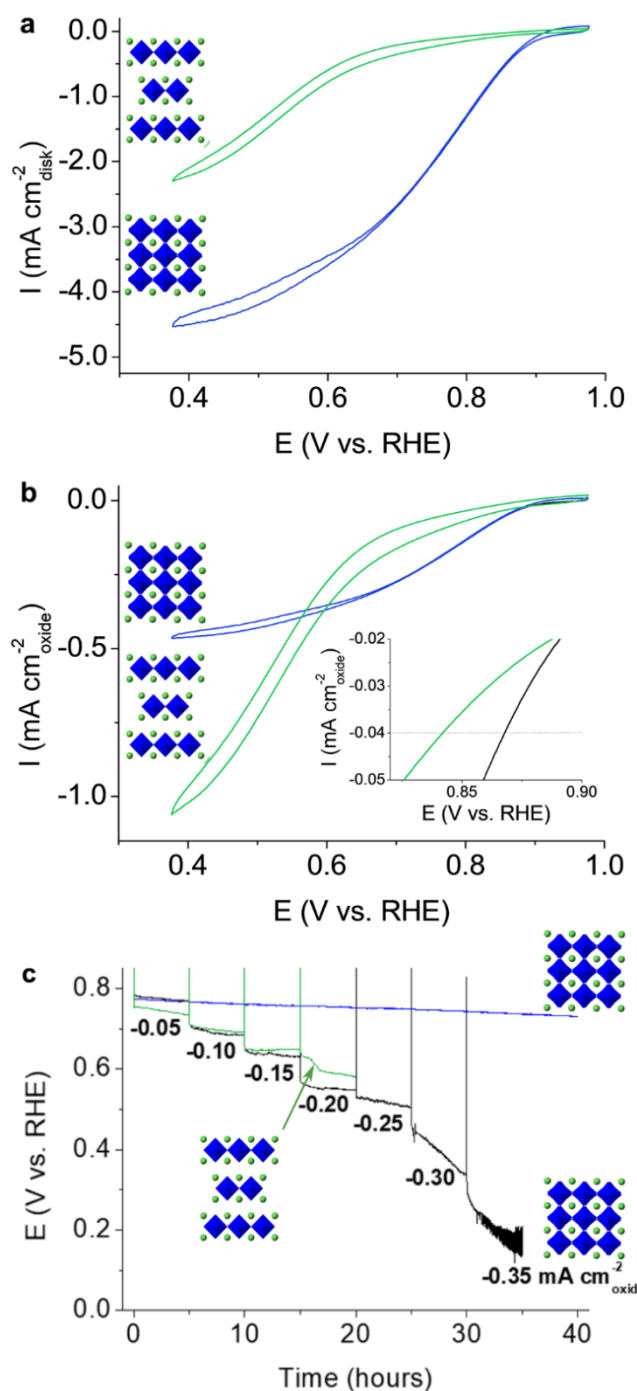 a
0.0
-1.0
-2.0
-3.0
-4.0
-5.0
I (mA cm⁻²disk)
0.4 0.6 0.8 1.0
E (V vs. RHE)
b
0.0
-0.5
-1.0
I (mA cm⁻²oxide)
-0.02
-0.03
-0.04
-0.05
I (mA cm⁻²oxide)
0.85 0.90
E (V vs. RHE)
0.4 0.6 0.8 1.0
E (V vs. RHE)
c
0.8
0.6
0.4
0.2
0.0
E (V vs. RHE)
-0.05
-0.10
-0.15
-0.20
-0.25
-0.30
-0.35 mA cm⁻²oxid
0 10 20 30 40
Time (hours)